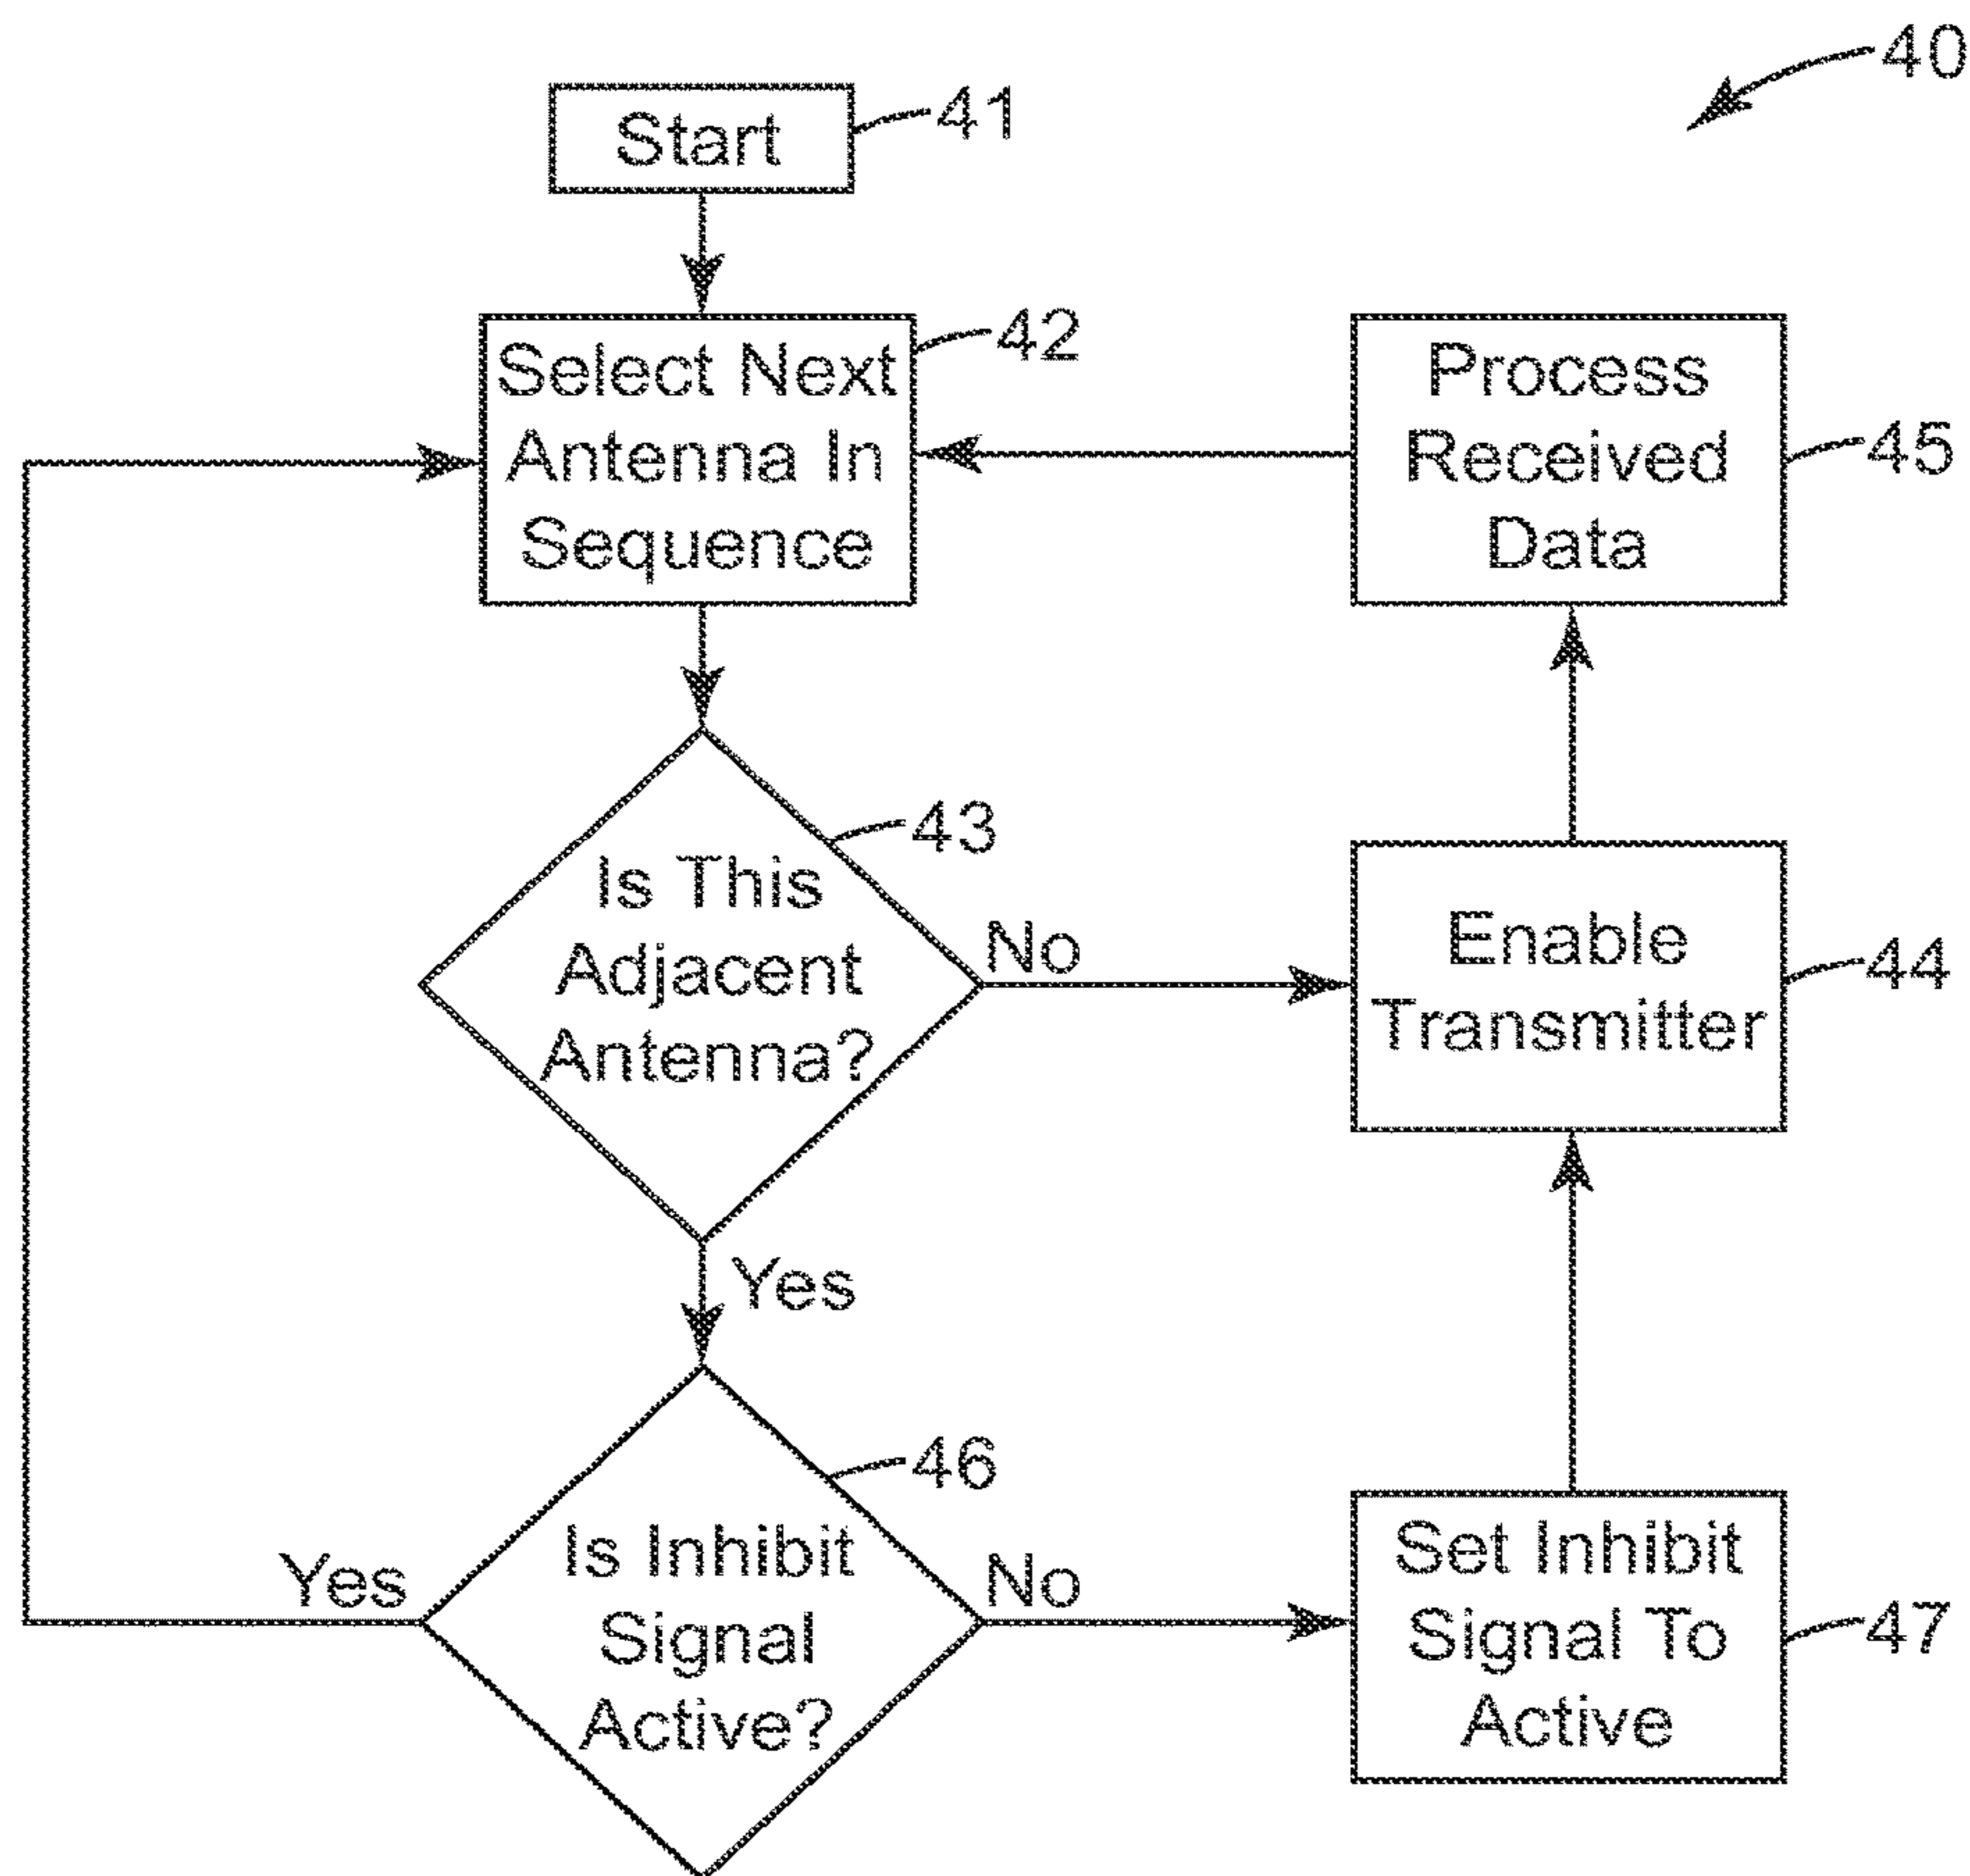 40
Start
41
Select Next
Antenna In
Sequence
42
Process
Received
Data
45
Is This
Adjacent
Antenna?
43
No
Enable
Transmitter
44
Yes
Is Inhibit
Signal
Active?
46
Yes
No
Set Inhibit
Signal To
Active
47